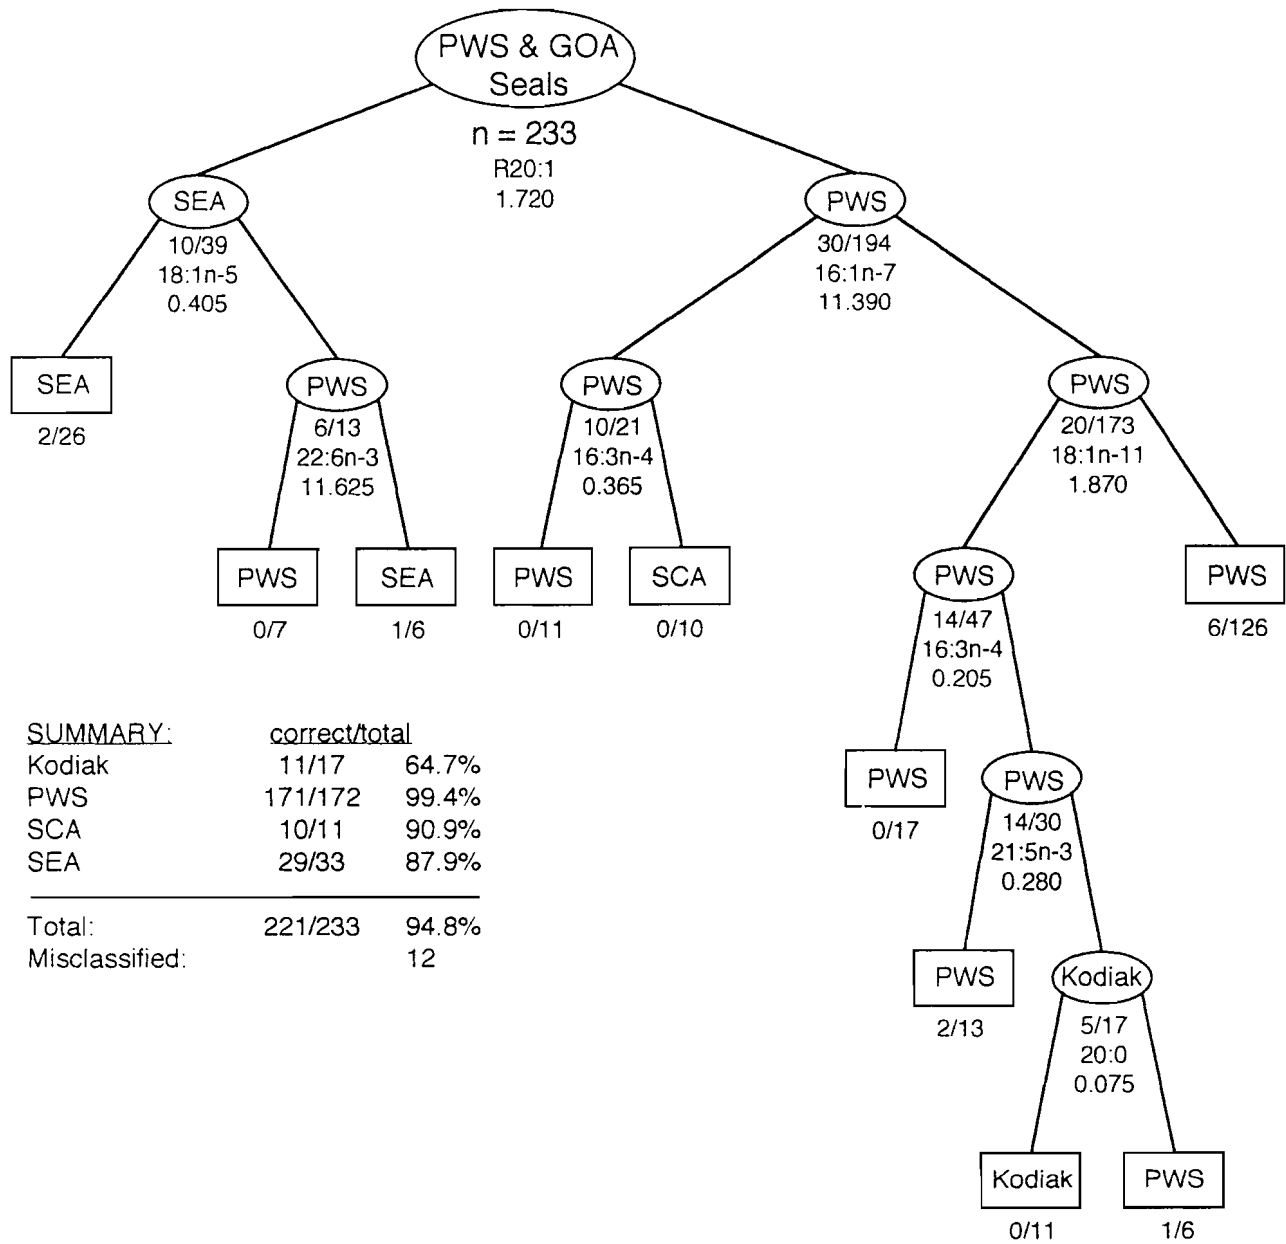 PWS & GOA
Seals
n = 233
R20:1
1.720
SEA
10/39
18:1n-5
0.405
PWS
30/194
16:1n-7
11.390
SEA
2/26
PWS
6/13
22:6n-3
11.625
PWS
10/21
16:3n-4
0.365
PWS
20/173
18:1n-11
1.870
PWS
0/7
SEA
1/6
PWS
0/11
SCA
0/10
PWS
14/47
16:3n-4
0.205
PWS
6/126
PWS
0/17
PWS
14/30
21:5n-3
0.280
PWS
2/13
Kodiak
5/17
20:0
0.075
Kodiak
0/11
PWS
1/6
SUMMARY: correct/total
Kodiak 11/17 64.7%
PWS 171/172 99.4%
SCA 10/11 90.9%
SEA 29/33 87.9%
Total: 221/233 94.8%
Misclassified: 12